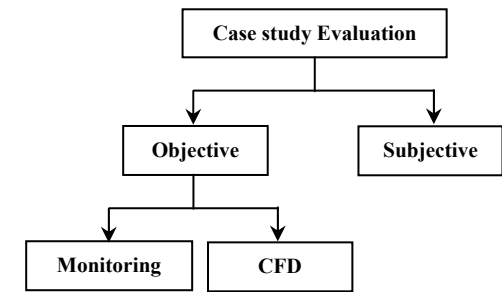 Case study Evaluation
Objective
Subjective
Monitoring
CFD